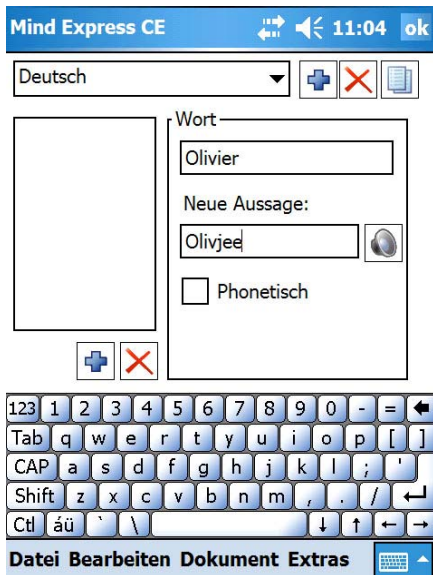 Mind Express CE 11:04 ok
Deutsch
Wort
Olivier
Neue Aussage:
Olivjee
Phonetisch
123 1 2 3 4 5 6 7 8 9 0 - =
Tab q w e r t y u i o p [ ]
CAP a s d f g h j k l ; '
Shift z x c v b n m , . /
Ctl áü ` \
Datei Bearbeiten Dokument Extras